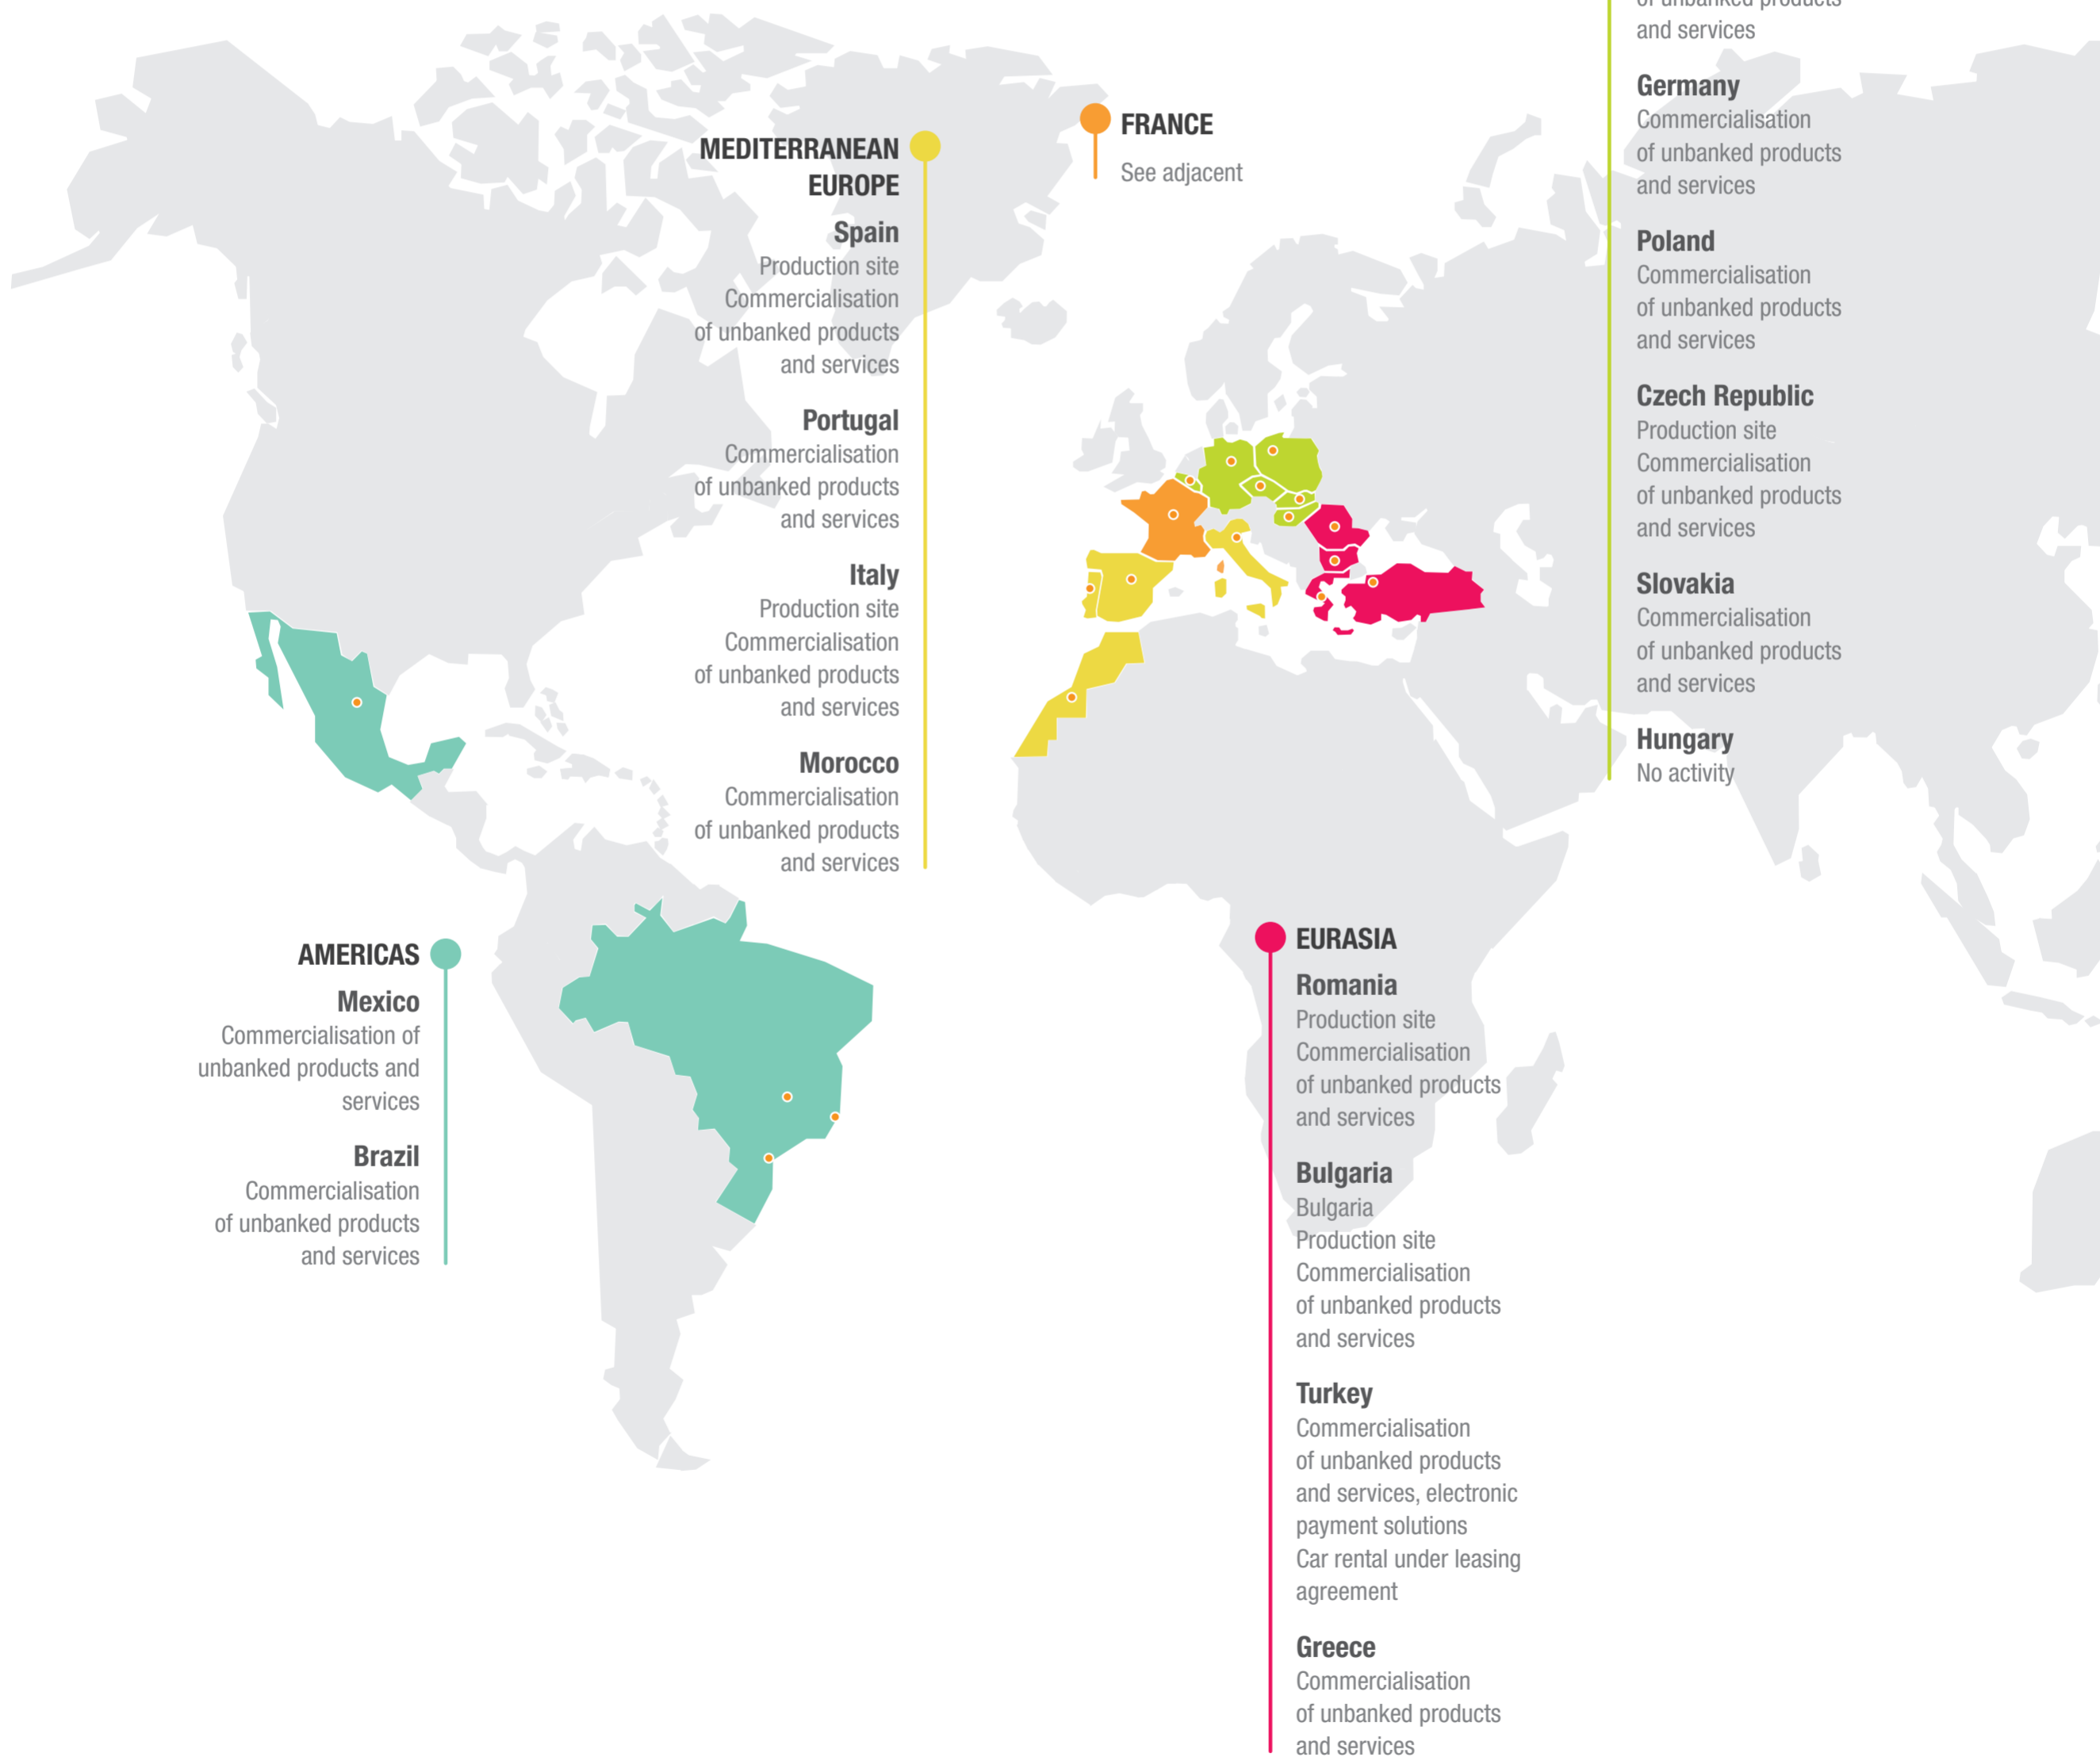 MEDITERRANEAN
EUROPE
Spain
Production site
Commercialisation
of unbanked products
and services
Portugal
Commercialisation
of unbanked products
and services
Italy
Production site
Commercialisation
of unbanked products
and services
Morocco
Commercialisation
of unbanked products
and services
FRANCE
See adjacent
of unbanked products
and services
Germany
Commercialisation
of unbanked products
and services
Poland
Commercialisation
of unbanked products
and services
Czech Republic
Production site
Commercialisation
of unbanked products
and services
Slovakia
Commercialisation
of unbanked products
and services
Hungary
No activity
AMERICAS
Mexico
Commercialisation of
unbanked products and
services
Brazil
Commercialisation
of unbanked products
and services
EURASIA
Romania
Production site
Commercialisation
of unbanked products
and services
Bulgaria
Bulgaria
Production site
Commercialisation
of unbanked products
and services
Turkey
Commercialisation
of unbanked products
and services, electronic
payment solutions
Car rental under leasing
agreement
Greece
Commercialisation
of unbanked products
and services